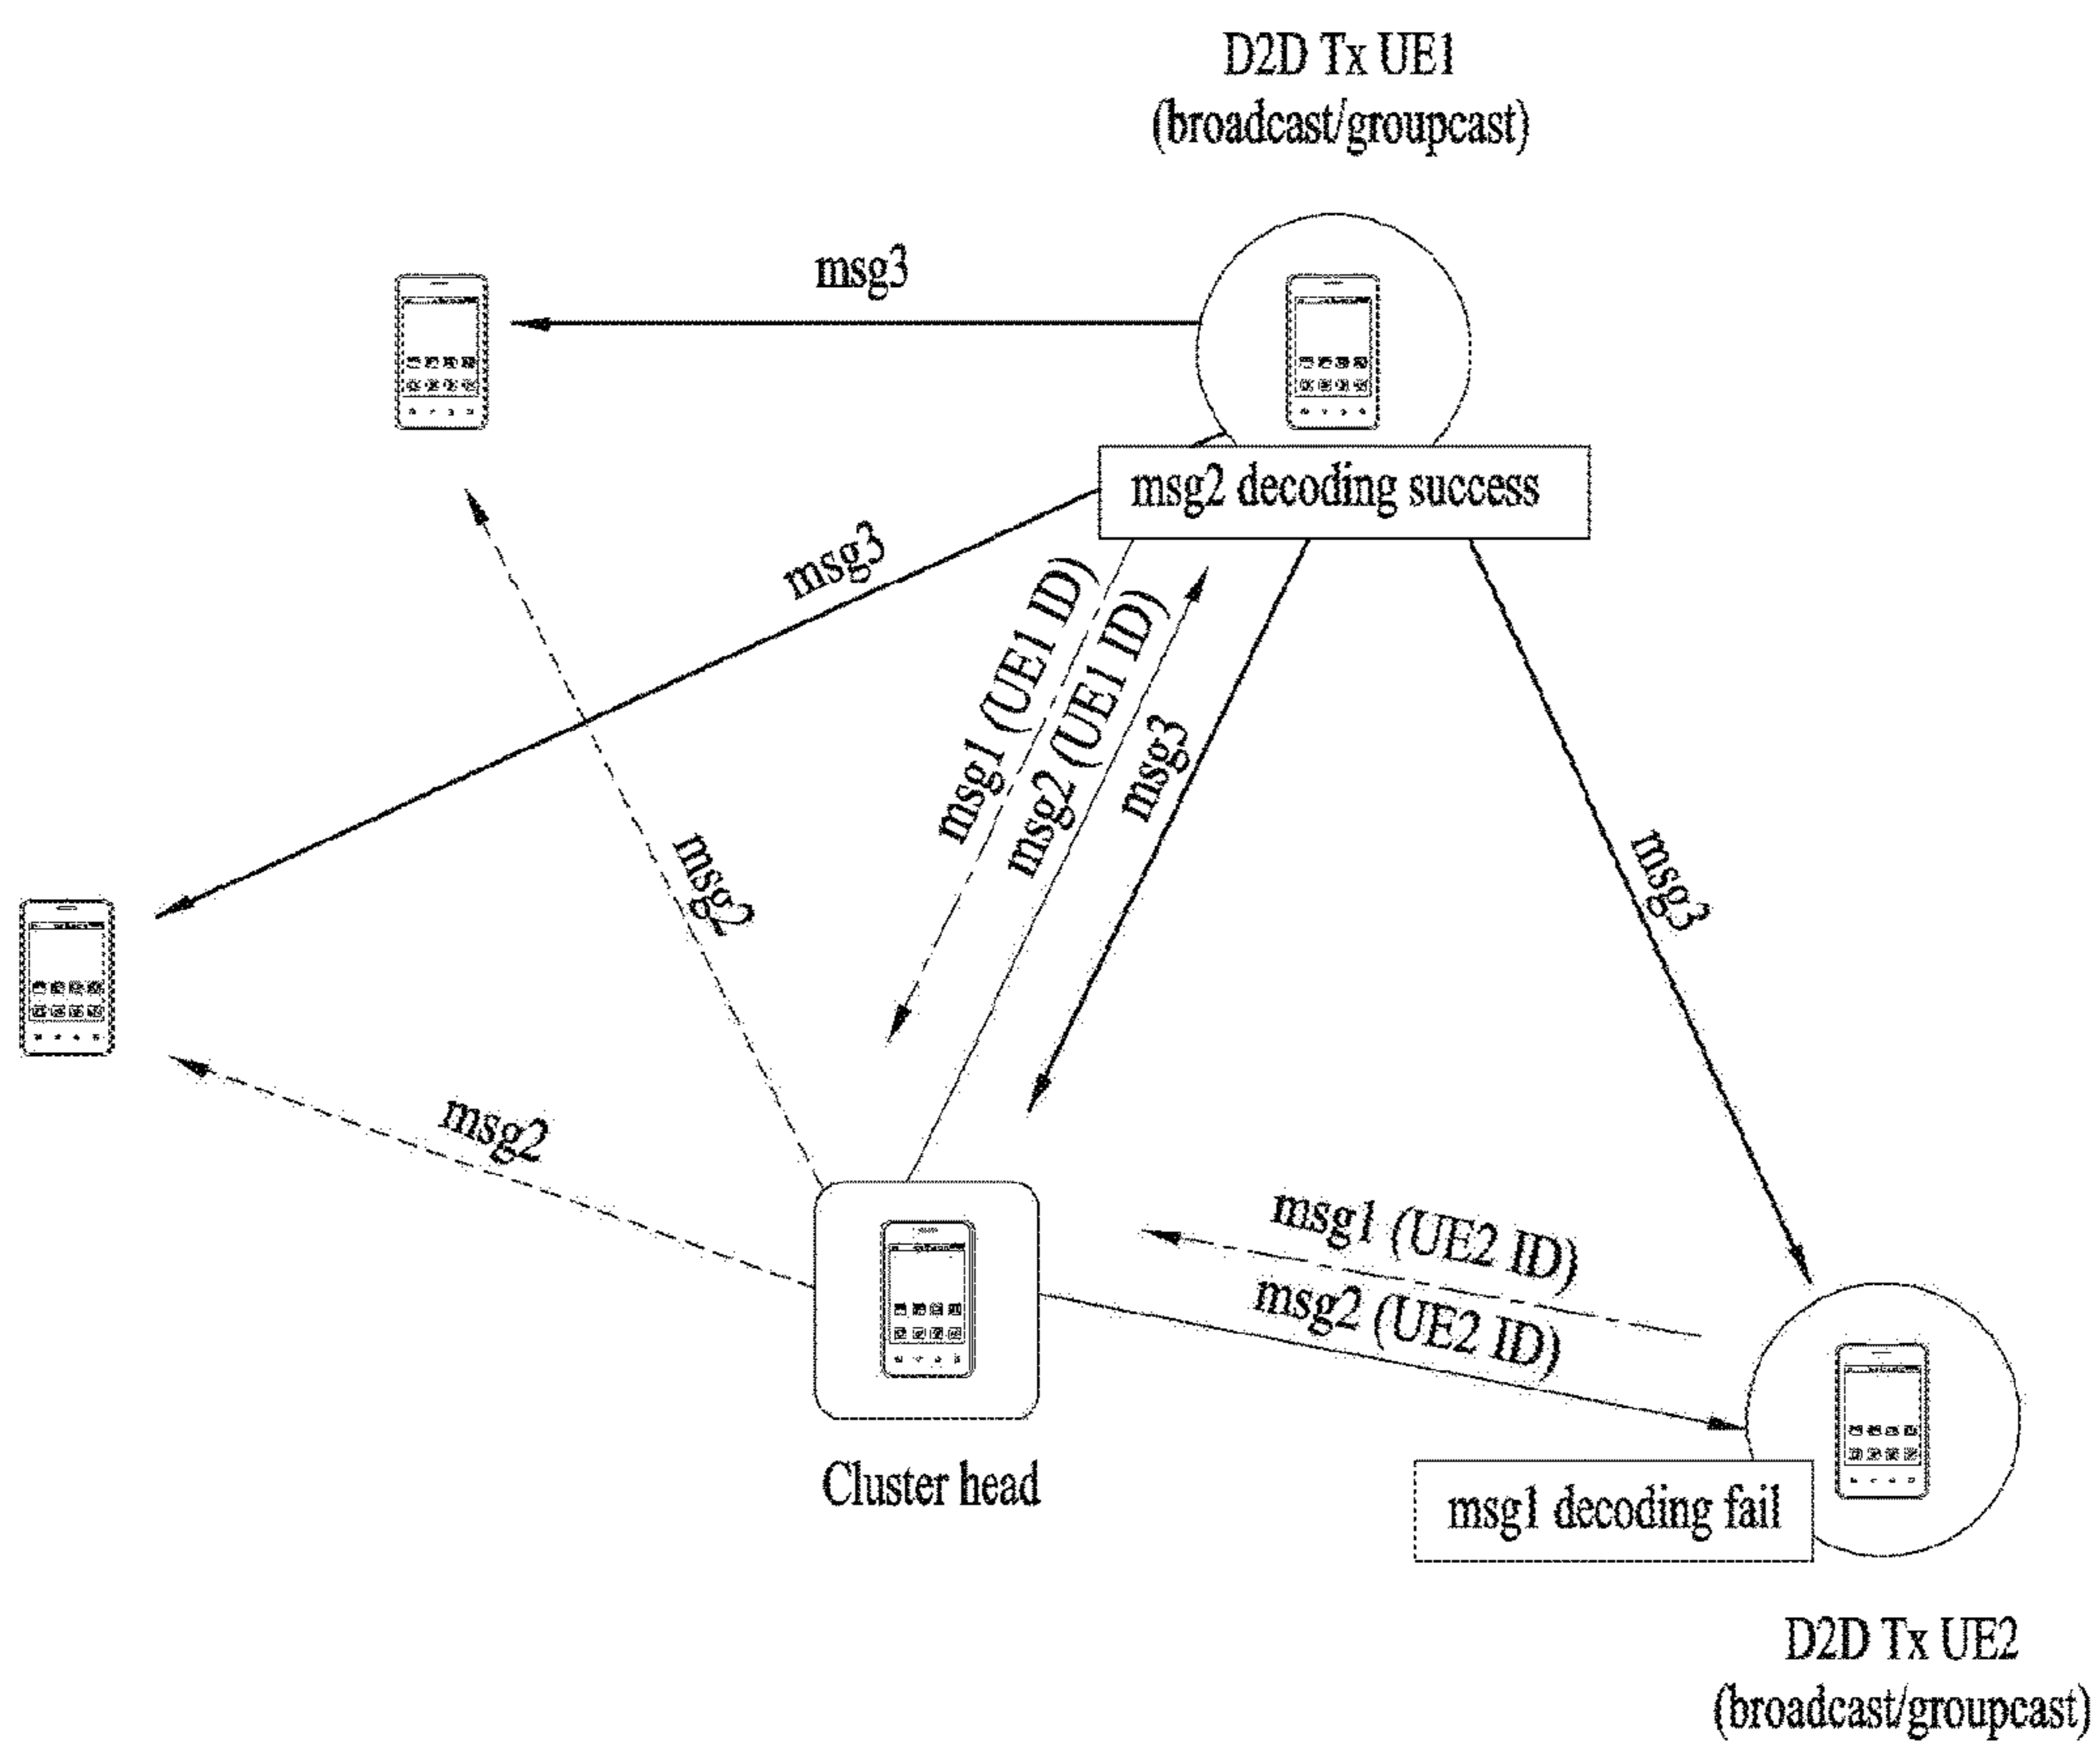 D2D Tx UE1
(broadcast/groupcast)
msg3
msg2 decoding success
msg3
msg1 (UE1 ID)
msg2 (UE1 ID)
msg3
msg3
msg2
msg2
msg1 (UE2 ID)
msg2 (UE2 ID)
Cluster head
msg1 decoding fail
D2D Tx UE2
(broadcast/groupcast)